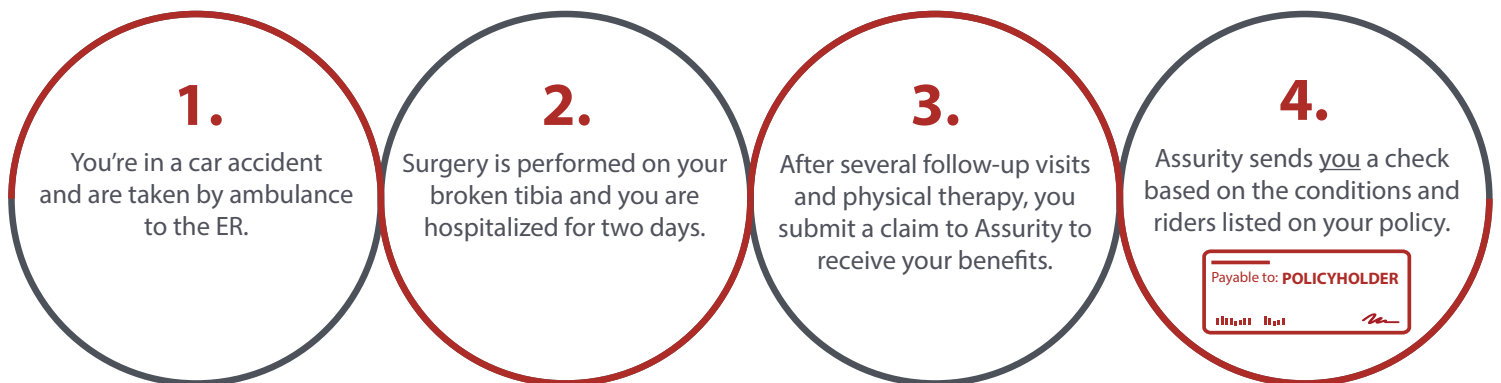 1.
You’re in a car accident
and are taken by ambulance
to the ER.
2.
Surgery is performed on your
broken tibia and you are
hospitalized for two days.
3.
After several follow-up visits
and physical therapy, you
submit a claim to Assurity to
receive your benefits.
4.
Assurity sends you a check
based on the conditions and
riders listed on your policy.
Payable to: POLICYHOLDER